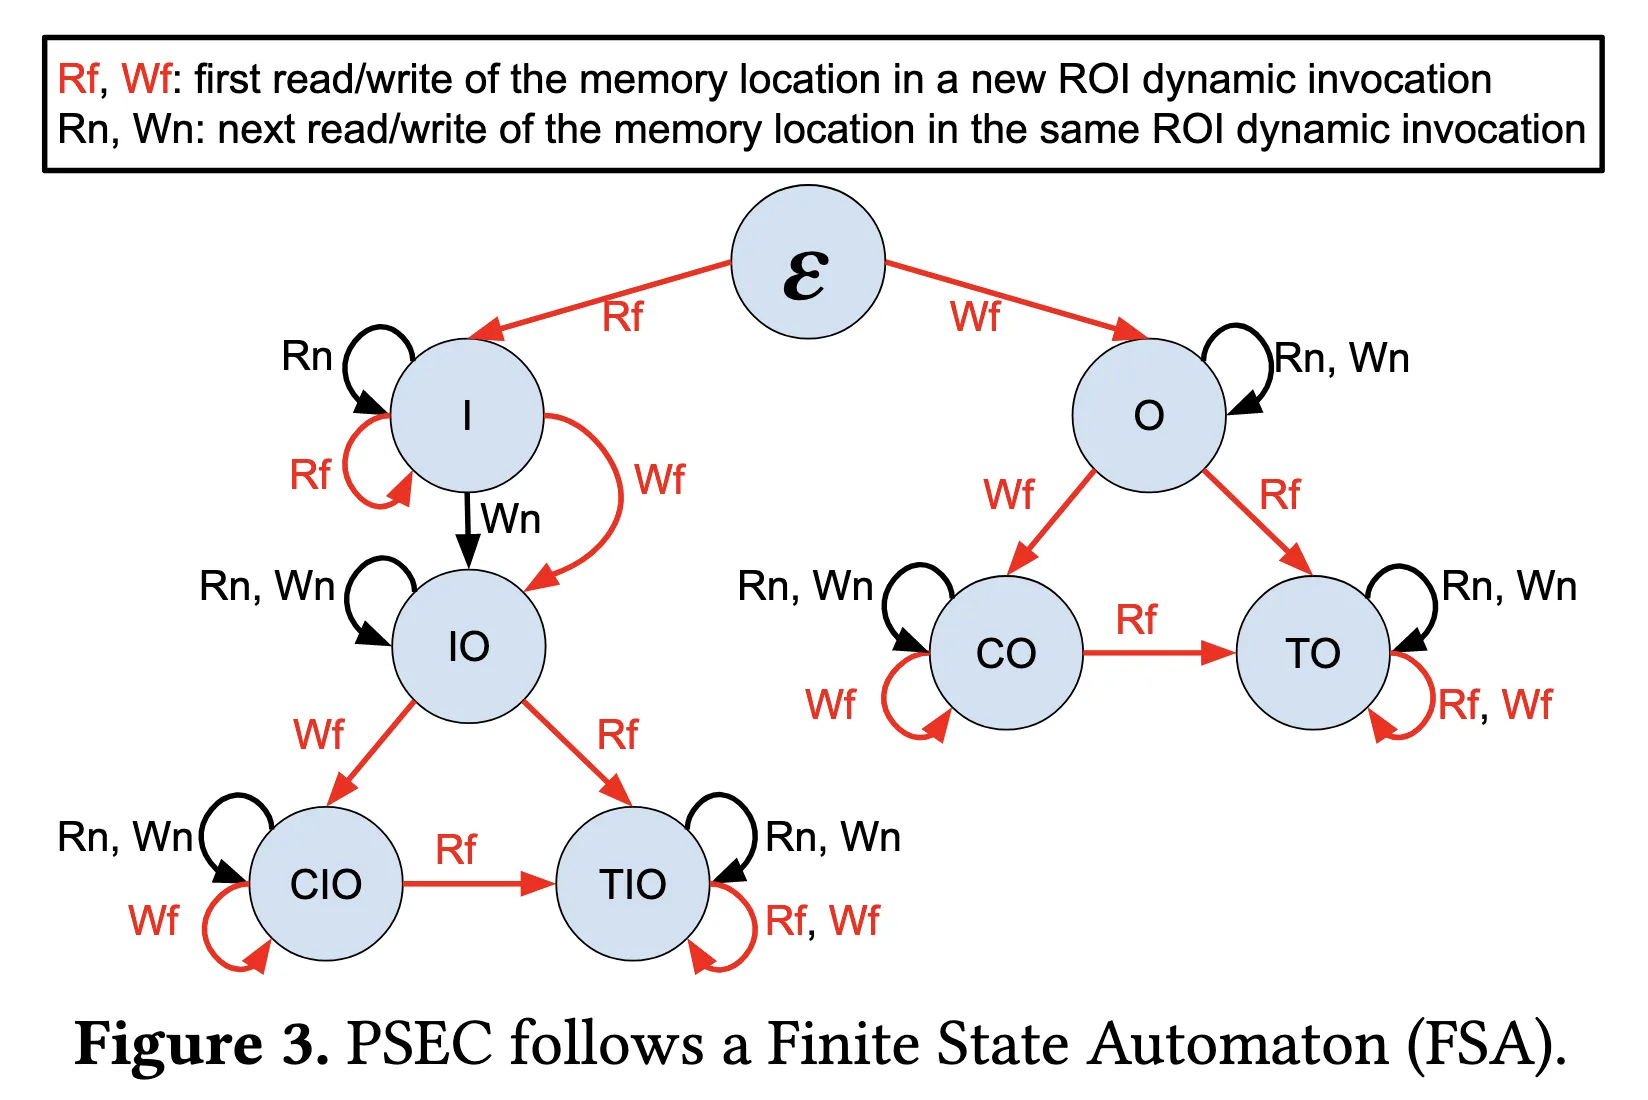 Rf, Wf: first read/write of the memory location in a new ROI dynamic invocation
Rn, Wn: next read/write of the memory location in the same ROI dynamic invocation
ε
Rf
Wf
Rn
I
Rf
Wf
Wn
O
Rn, Wn
Wf
Rf
Rn, Wn
IO
Wf
Rf
Rn, Wn
CO
Wf
Rf
TO
Rn, Wn
Rf, Wf
Rn, Wn
CIO
Wf
Rf
TIO
Rn, Wn
Rf, Wf
Figure 3. PSEC follows a Finite State Automaton (FSA).